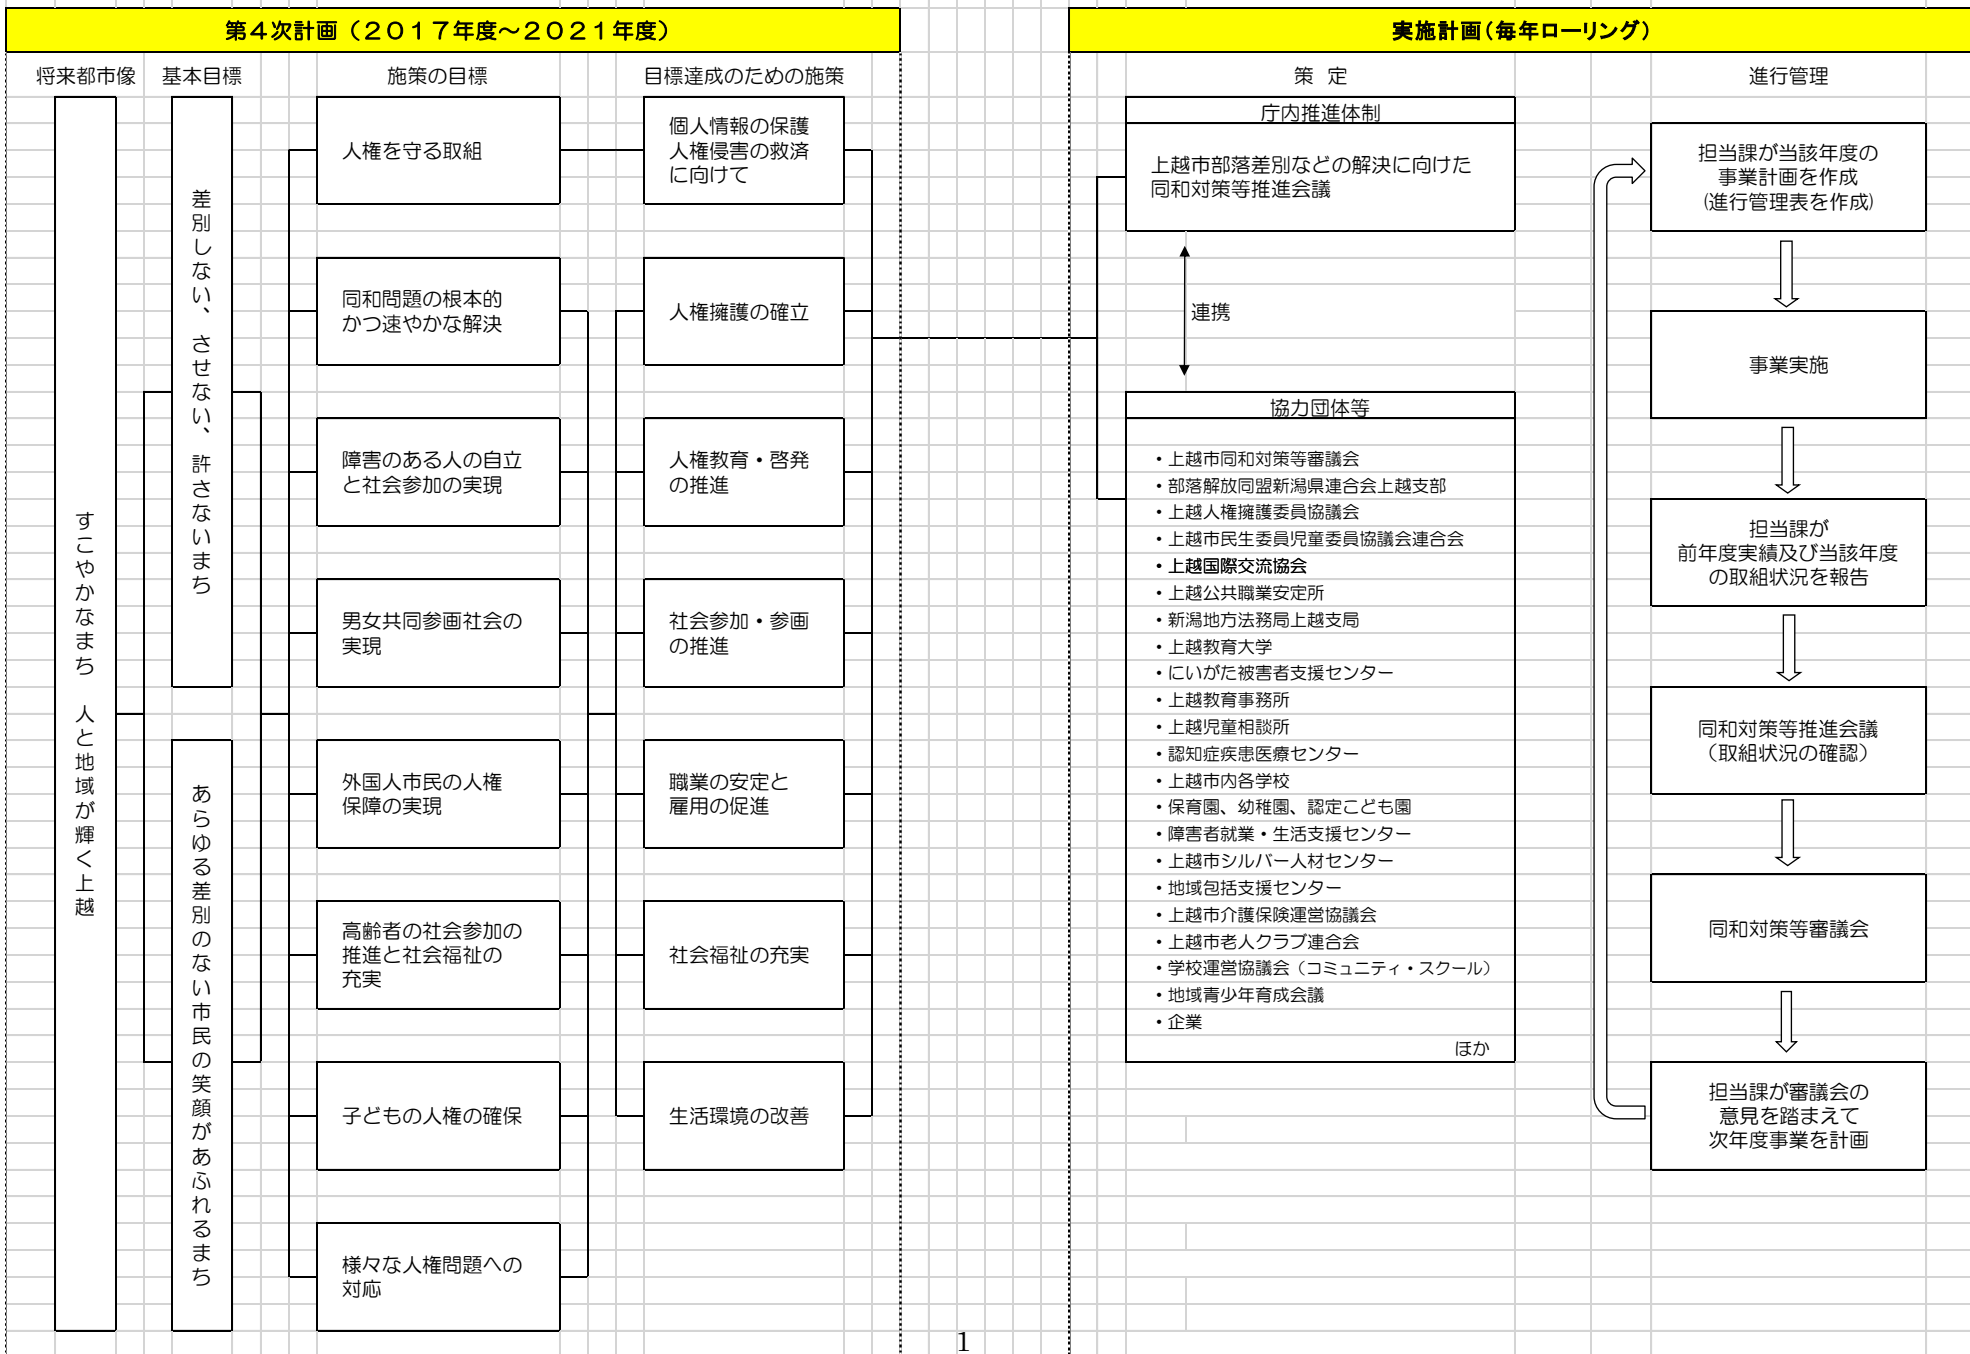 第４次計画（２０１７年度～２０２１年度）
実施計画（毎年ローリング）
将来都市像
基本目標
施策の目標
目標達成のための施策
策 定
進行管理
すこやかなまち 人と地域が輝く上越
差別しない、させない、許さないまち
あらゆる差別のない市民の笑顔があふれるまち
人権を守る取組
同和問題の根本的
かつ速やかな解決
障害のある人の自立
と社会参加の実現
男女共同参画社会の
実現
外国人市民の人権
保障の実現
高齢者の社会参加の
推進と社会福祉の
充実
子どもの人権の確保
様々な人権問題への
対応
個人情報の保護
人権侵害の救済
に向けて
人権擁護の確立
人権教育・啓発
の推進
社会参加・参画
の推進
職業の安定と
雇用の促進
社会福祉の充実
生活環境の改善
庁内推進体制
上越市部落差別などの解決に向けた
同和対策等推進会議
連携
協力団体等
・上越市同和対策等審議会
・部落解放同盟新潟県連合会上越支部
・上越人権擁護委員協議会
・上越市民生委員児童委員協議会連合会
・上越国際交流協会
・上越公共職業安定所
・新潟地方法務局上越支局
・上越教育大学
・にいがた被害者支援センター
・上越教育事務所
・上越児童相談所
・認知症疾患医療センター
・上越市内各学校
・保育園、幼稚園、認定こども園
・障害者就業・生活支援センター
・上越市シルバー人材センター
・地域包括支援センター
・上越市介護保険運営協議会
・上越市老人クラブ連合会
・学校運営協議会（コミュニティ・スクール）
・地域青少年育成会議
・企業
ほか
担当課が当該年度の
事業計画を作成
（進行管理表を作成）
事業実施
担当課が
前年度実績及び当該年度
の取組状況を報告
同和対策等推進会議
（取組状況の確認）
同和対策等審議会
担当課が審議会の
意見を踏まえて
次年度事業を計画
1